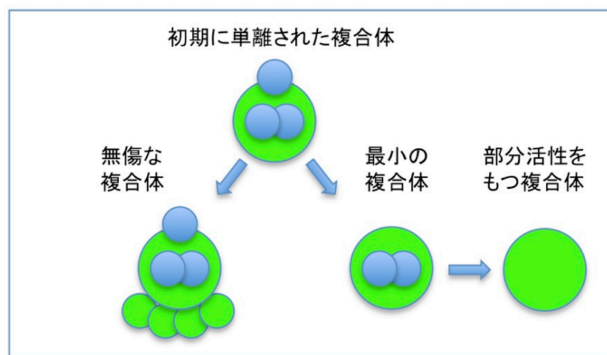 初期に単離された複合体
無傷な
複合体
最小の
複合体
部分活性を
もつ複合体